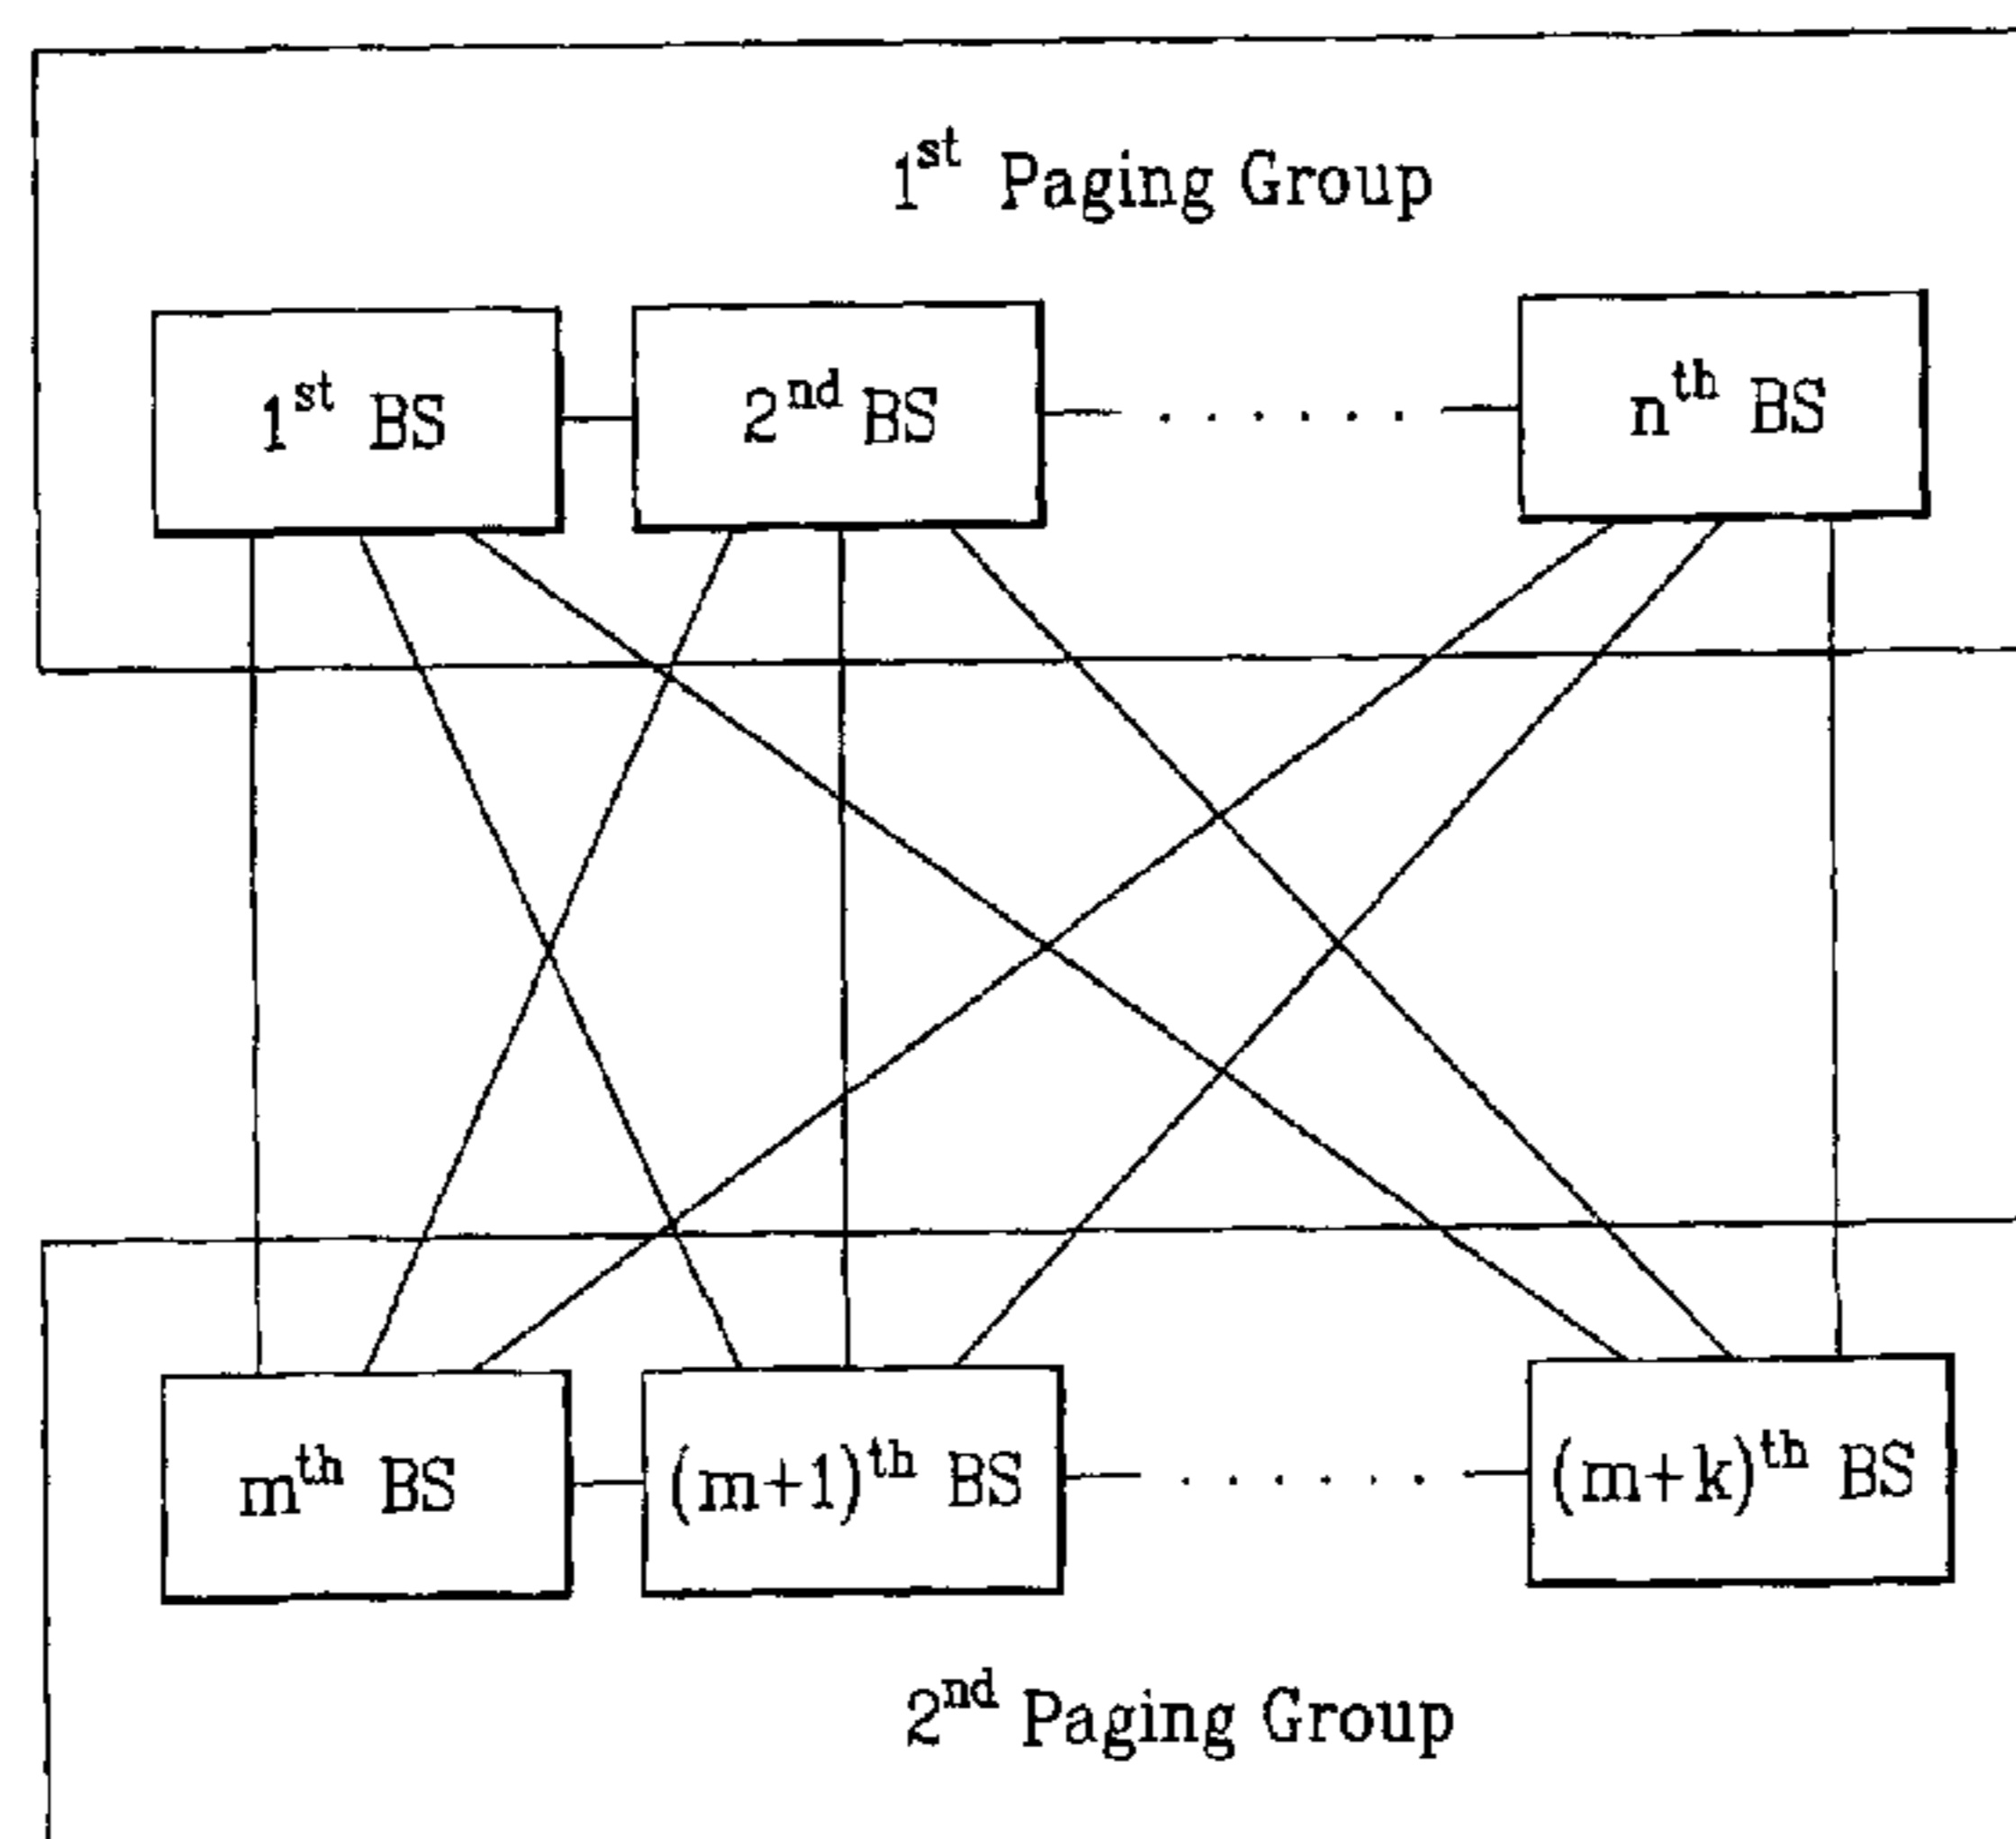 1st Paging Group
1st BS
2nd BS
. . . . . .
nth BS
mth BS
(m+1)th BS
. . . . . .
(m+k)th BS
2nd Paging Group